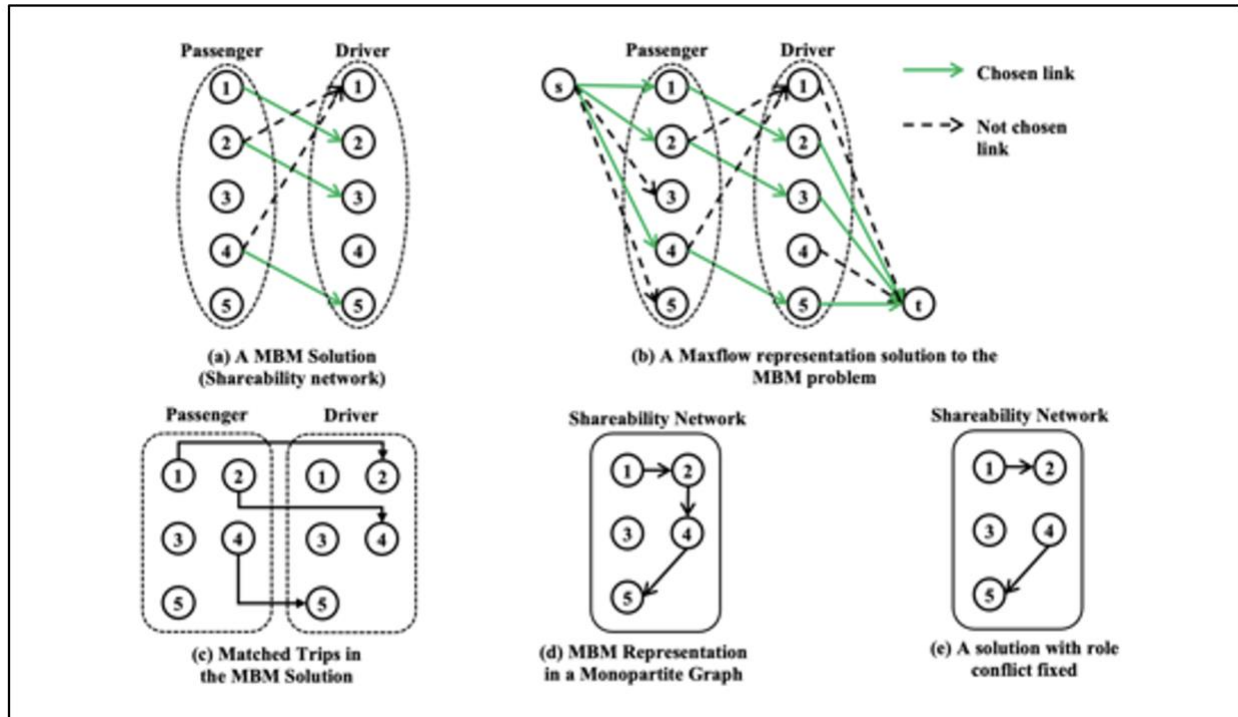 Passenger
Driver
1
1
2
2
3
3
4
4
5
5
(a) A MBM Solution
(Shareability network)
Passenger
Driver
s
1
1
2
2
3
3
4
4
5
5
t
Chosen link
Not chosen
link
(b) A Maxflow representation solution to the
MBM problem
Passenger
Driver
1
2
1
2
3
4
3
4
5
5
(c) Matched Trips in
the MBM Solution
Shareability Network
1
2
3
4
5
(d) MBM Representation
in a Monopartite Graph
Shareability Network
1
2
3
4
5
(e) A solution with role
conflict fixed